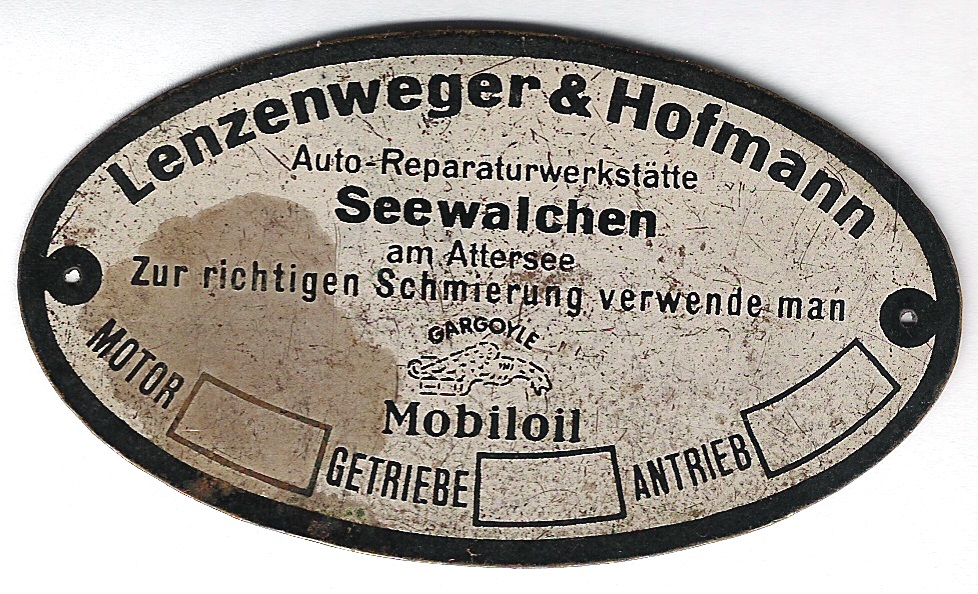 Lenzenweger & Hofmann
Auto-Reparaturwerkstätte
Seewalchen
am Attersee
Zur richtigen Schmierung verwende man
GARGOYLE
Mobiloil
MOTOR
GETRIEBE
ANTRIEB